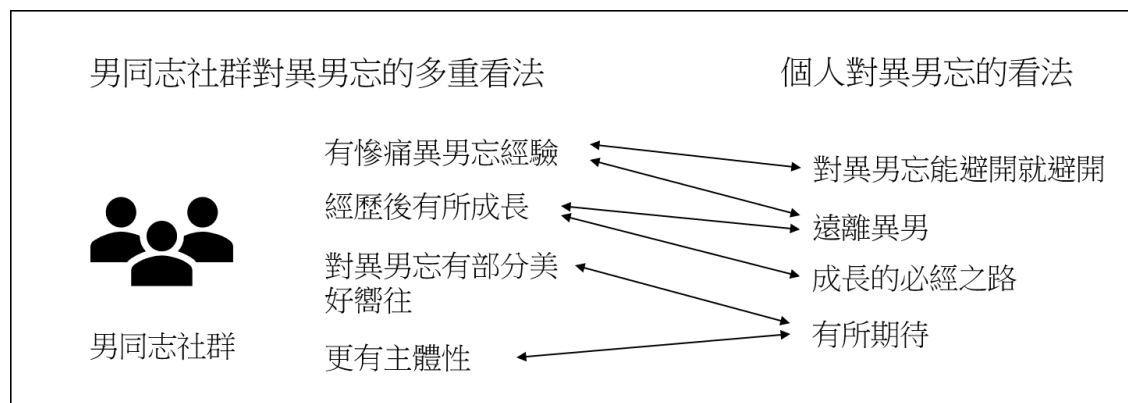 男同志社群對異男忘的多重看法
個人對異男忘的看法
有慘痛異男忘經驗
經歷後有所成長
對異男忘有部分美
好嚮往
更有主體性
男同志社群
對異男忘能避開就避開
遠離異男
成長的必經之路
有所期待